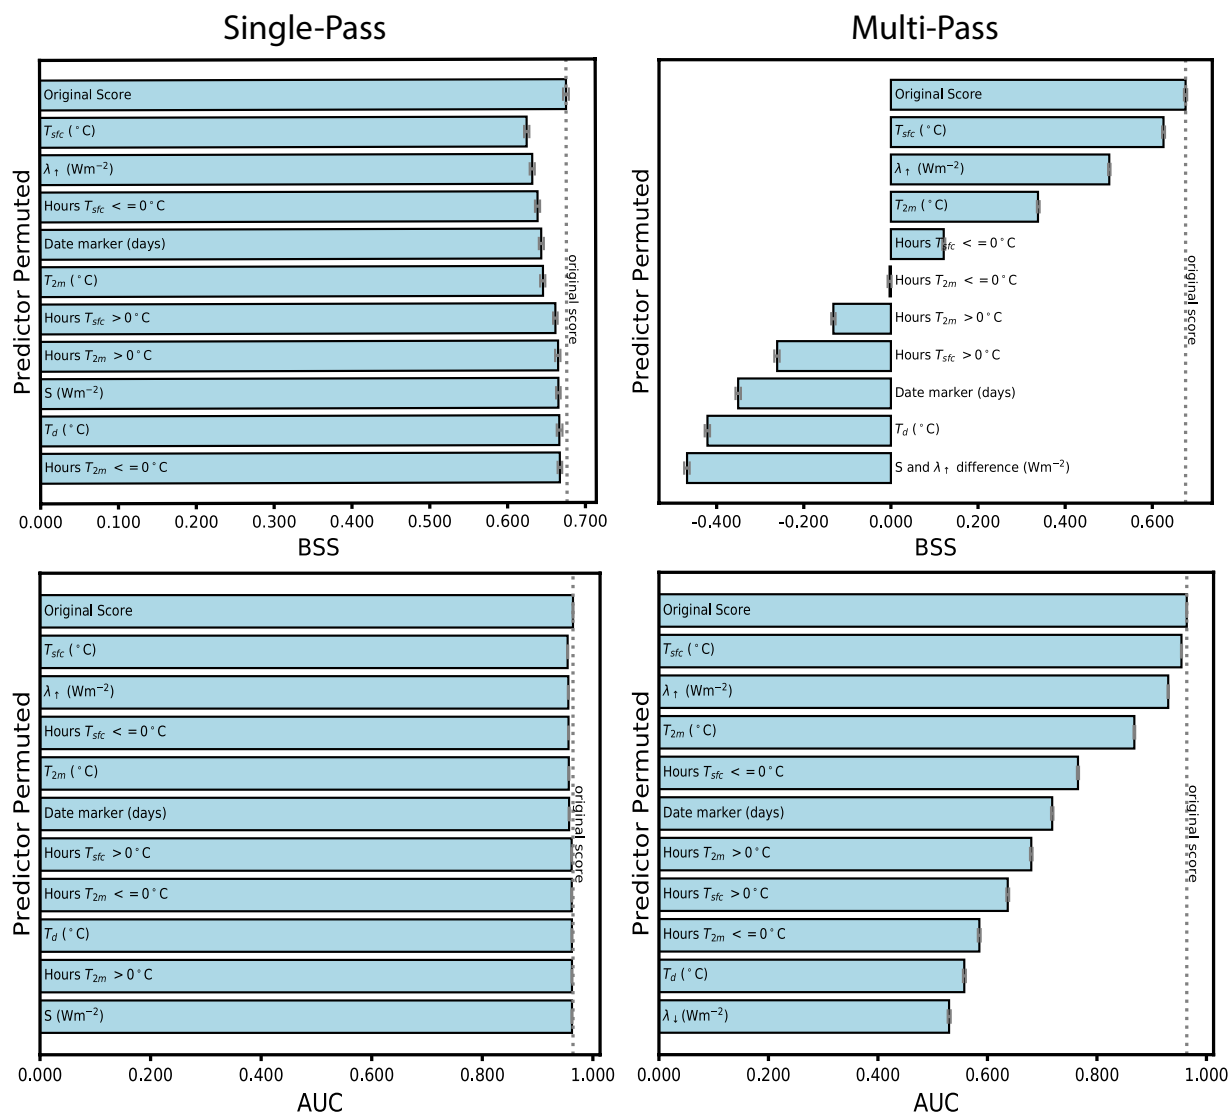 Single-Pass
Predictor Permuted
Original Score
T_sfc (°C)
λ↑ (Wm⁻²)
Hours T_sfc <=0°C
Date marker (days)
T_2m (°C)
Hours T_sfc >0°C
Hours T_2m >0°C
S (Wm⁻²)
T_d (°C)
Hours T_2m <=0°C
original score
0.000 0.100 0.200 0.300 0.400 0.500 0.600 0.700
BSS
Multi-Pass
Predictor Permuted
Original Score
T_sfc (°C)
λ↑ (Wm⁻²)
T_2m (°C)
Hours T_sfc <=0°C
Hours T_2m <=0°C
Hours T_2m >0°C
Hours T_sfc >0°C
Date marker (days)
T_d (°C)
S and λ↑ difference (Wm⁻²)
original score
-0.400 -0.200 0.000 0.200 0.400 0.600
BSS
Predictor Permuted
Original Score
T_sfc (°C)
λ↑ (Wm⁻²)
Hours T_sfc <=0°C
T_2m (°C)
Date marker (days)
Hours T_sfc >0°C
Hours T_2m <=0°C
T_d (°C)
Hours T_2m >0°C
S (Wm⁻²)
original score
0.000 0.200 0.400 0.600 0.800 1.000
AUC
Predictor Permuted
Original Score
T_sfc (°C)
λ↑ (Wm⁻²)
T_2m (°C)
Hours T_sfc <=0°C
Date marker (days)
Hours T_2m >0°C
Hours T_sfc >0°C
Hours T_2m <=0°C
T_d (°C)
λ↓(Wm⁻²)
original score
0.000 0.200 0.400 0.600 0.800 1.000
AUC